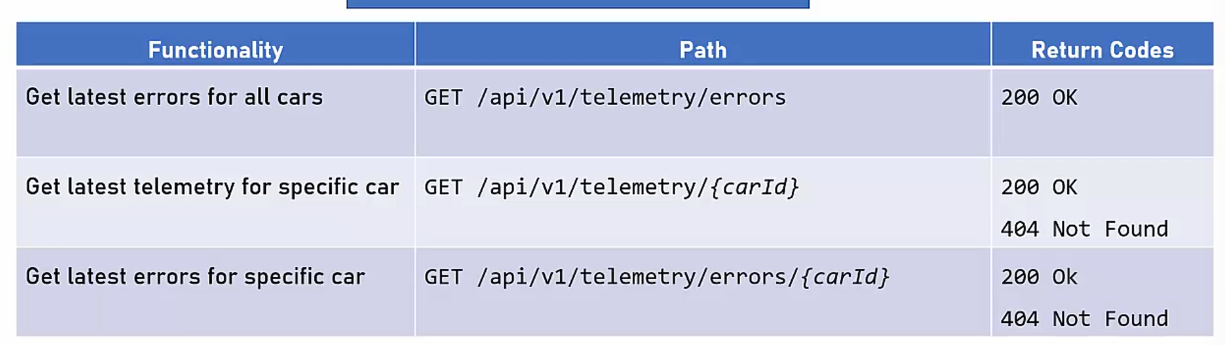 Functionality Path Return Codes
Get latest errors for all cars GET /api/v1/telemetry/errors 200 OK
Get latest telemetry for specific car GET /api/v1/telemetry/{carId} 200 OK
404 Not Found
Get latest errors for specific car GET /api/v1/telemetry/errors/{carId} 200 Ok
404 Not Found